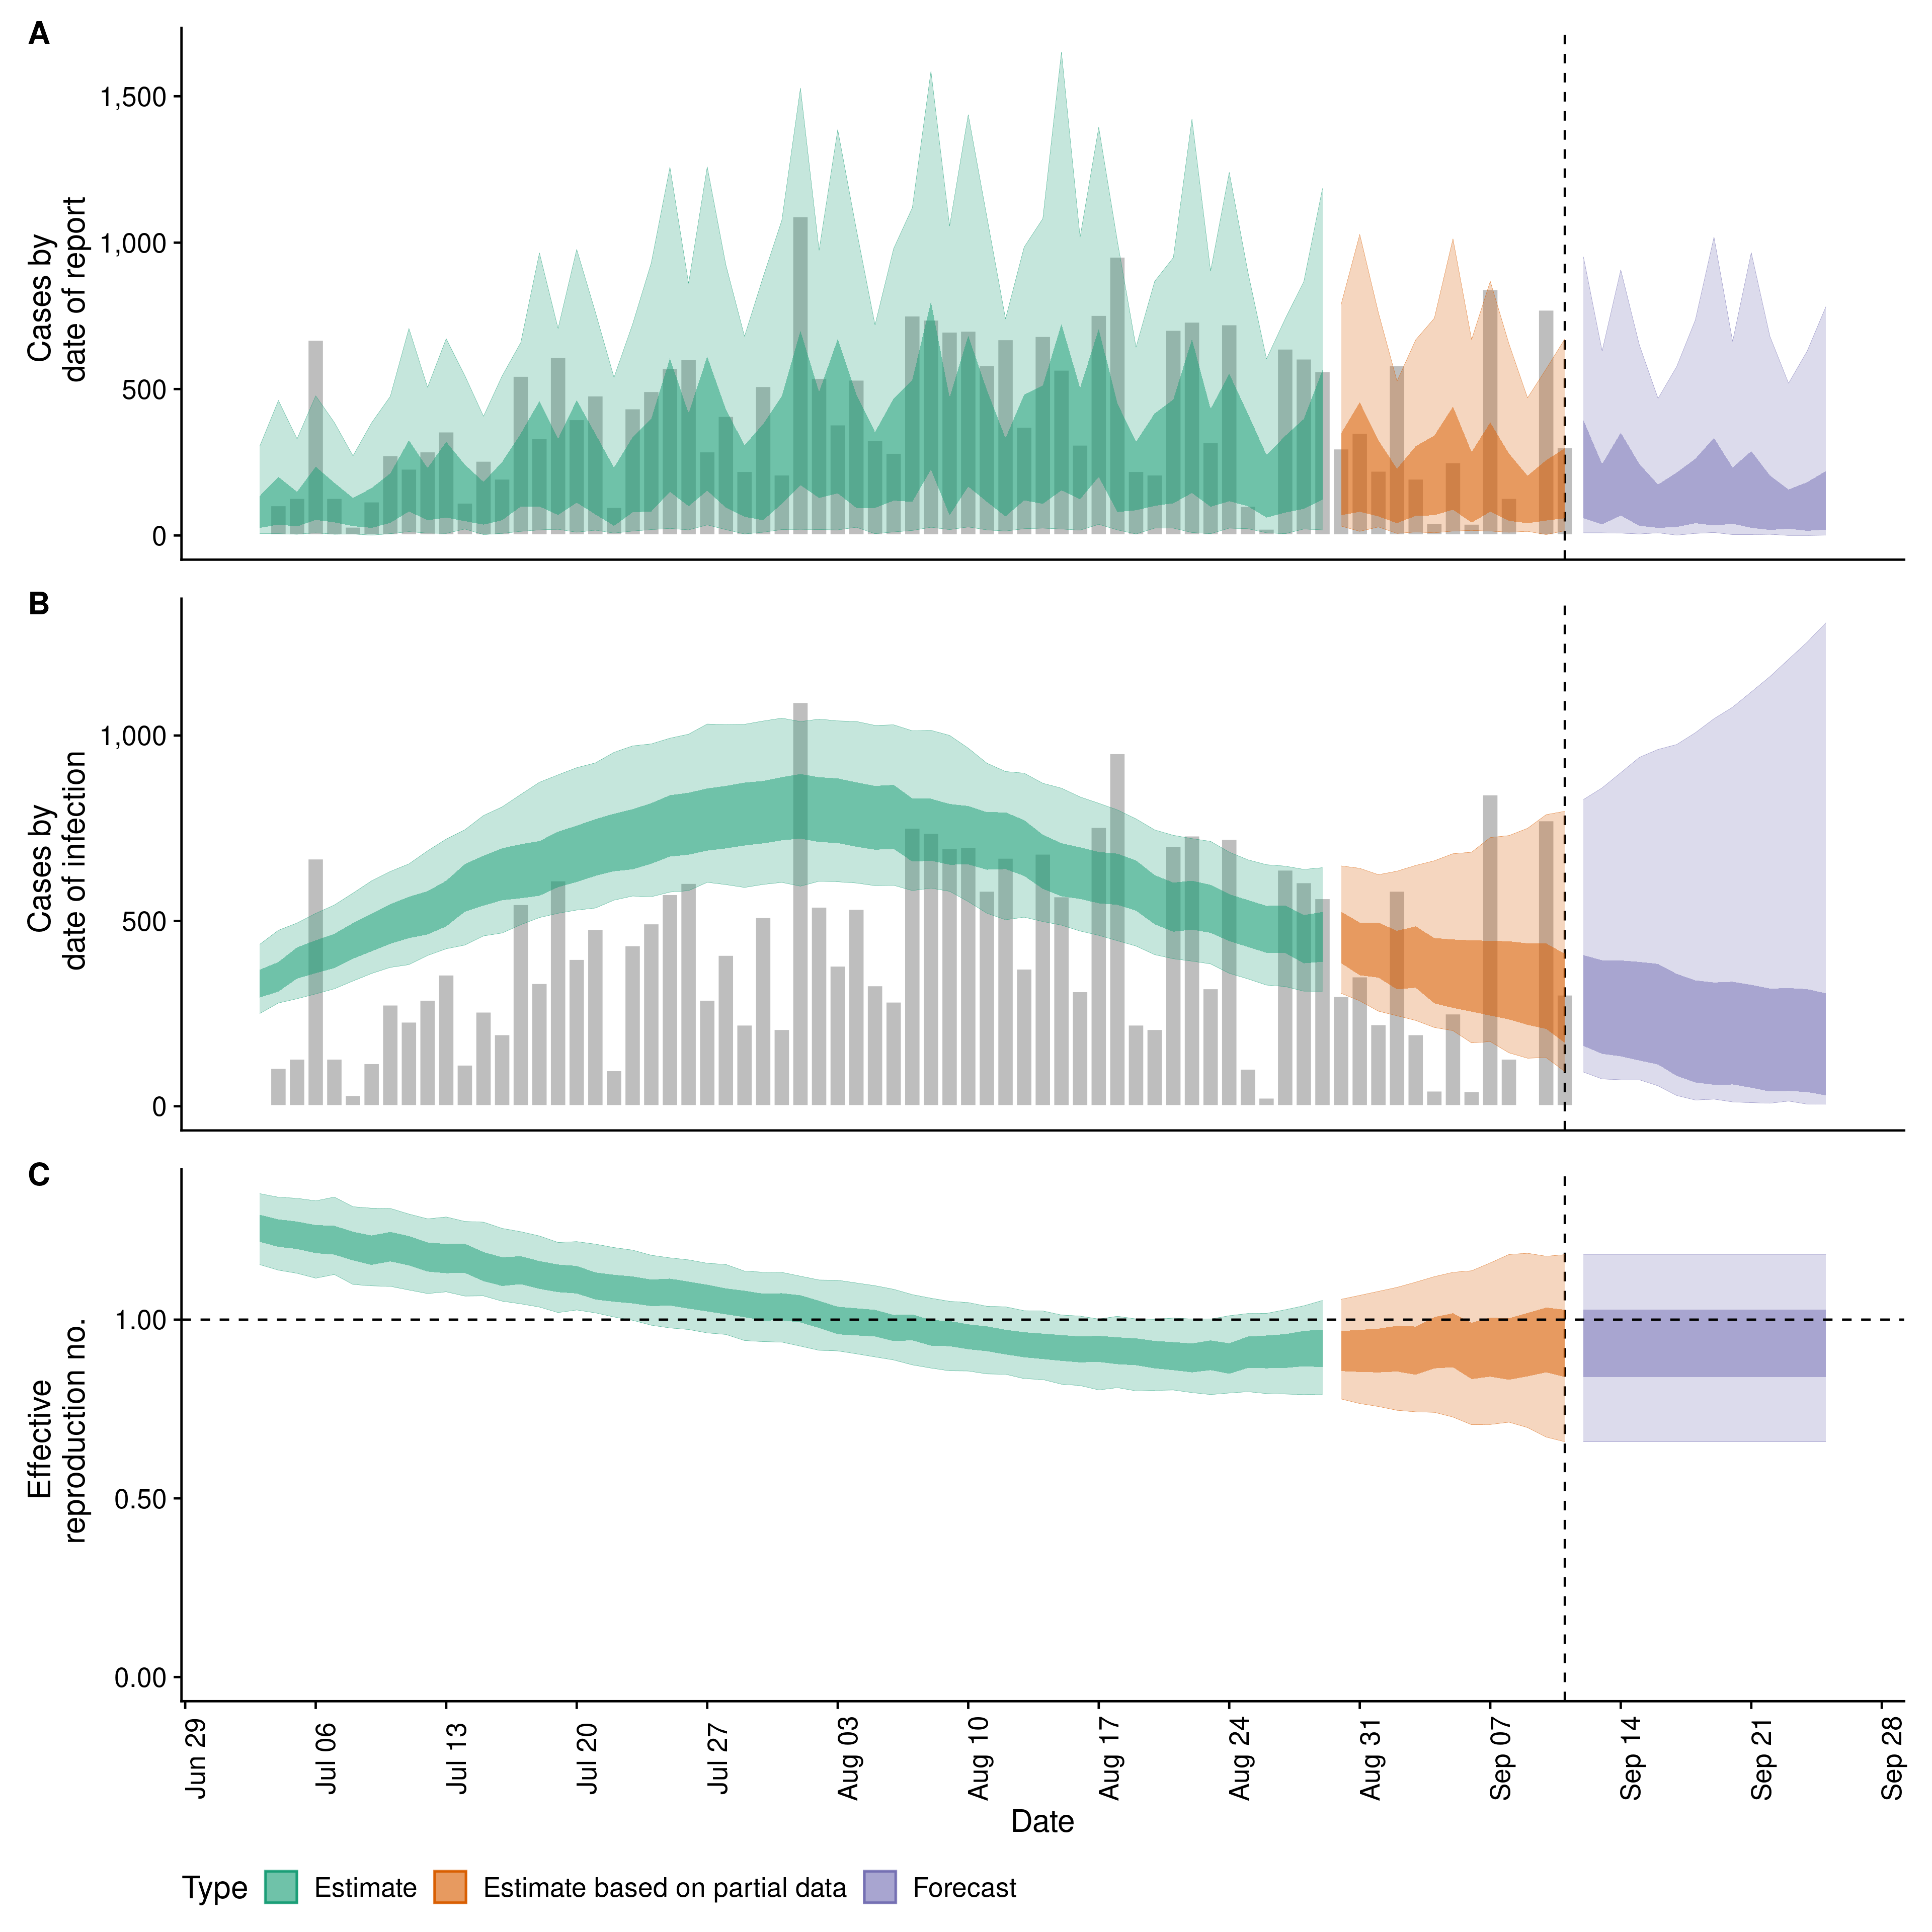 A
Cases by
date of report
1,500
1,000
500
0
B
Cases by
date of infection
1,000
500
0
C
Effective
reproduction no.
1.00
0.50
0.00
Jun 29
Jul 06
Jul 13
Jul 20
Jul 27
Aug 03
Aug 10
Aug 17
Aug 24
Aug 31
Sep 07
Sep 14
Sep 21
Sep 28
Date
Type Estimate Estimate based on partial data Forecast